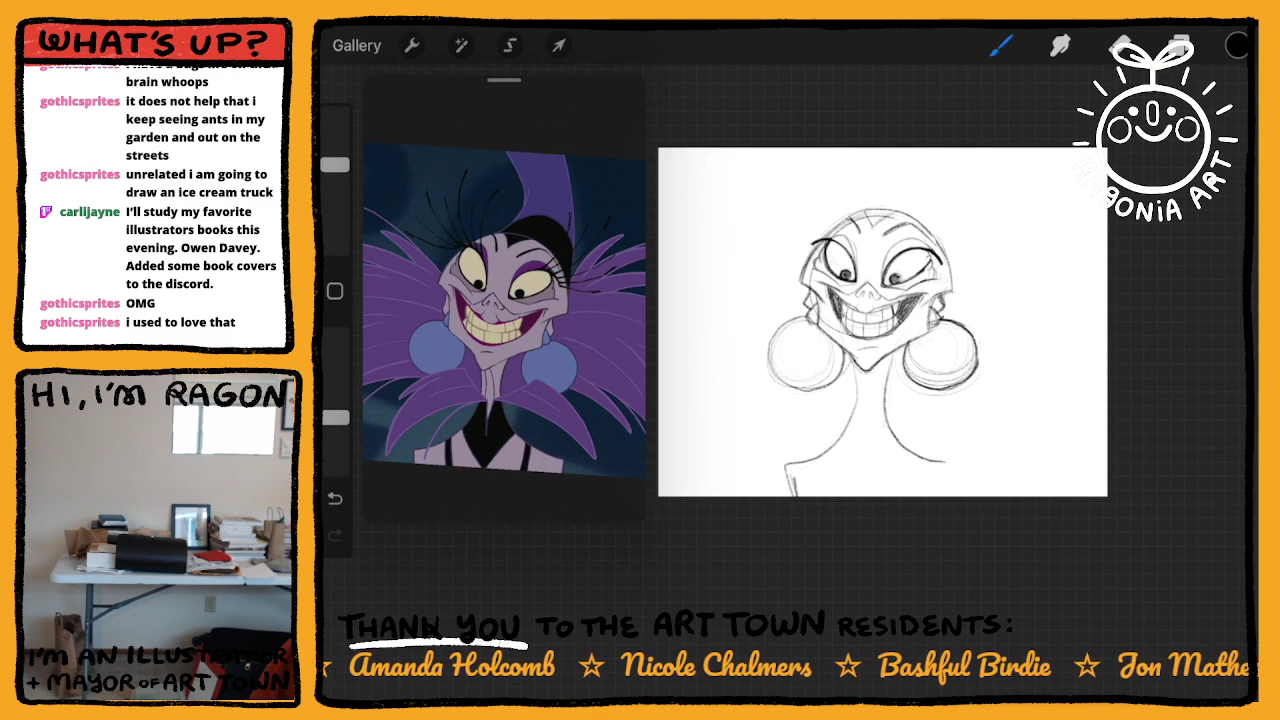 WHAT'S UP?
brain whoops
gothicsprites it does not help that i
keep seeing ants in my
garden and out on the
streets
gothicsprites unrelated i am going to
draw an ice cream truck
carlijayne I'll study my favorite
illustrators books this
evening. Owen Davey.
Added some book covers
to the discord.
gothicsprites OMG
gothicsprites i used to love that
HI, I'M RAGON
I'M AN ILLUSTRATOR
+ MAYOR OF ART TOWN
Gallery
BONiA ART
THANK YOU TO THE ART TOWN RESIDENTS:
☆ Amanda Holcomb ☆ Nicole Chalmers ☆ Bashful Birdie ☆ Jon Mathe